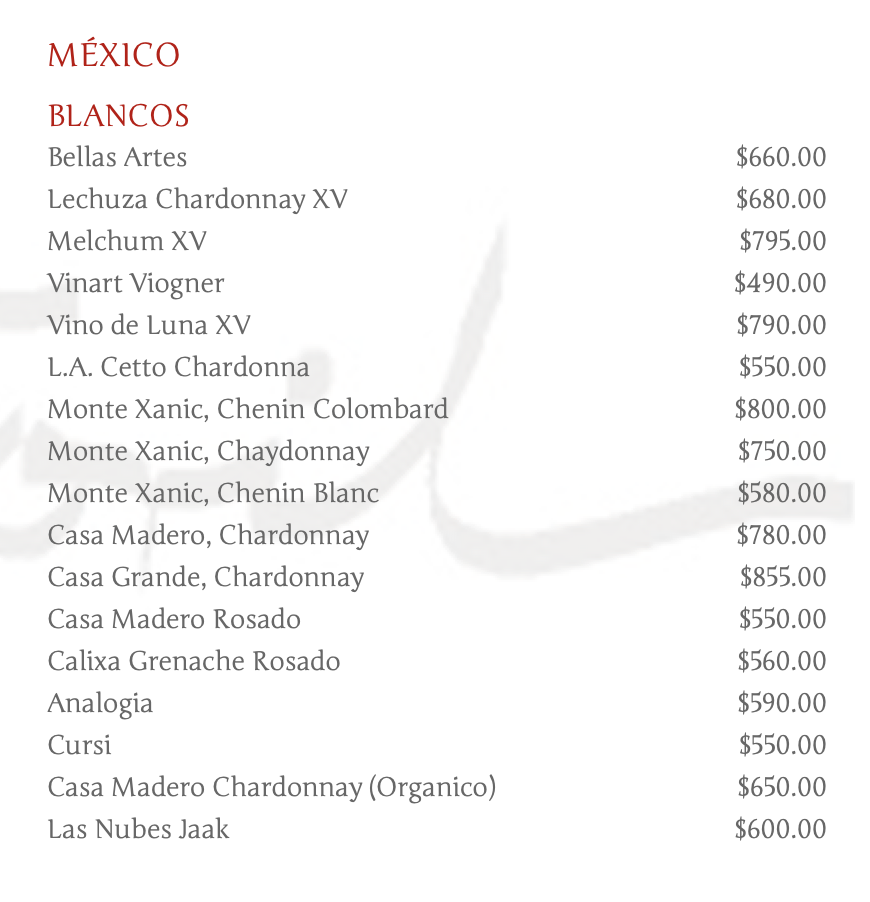 MÉXICO
BLANCOS
Bellas Artes $660.00
Lechuza Chardonnay XV $680.00
Melchum XV $795.00
Vinart Viogner $490.00
Vino de Luna XV $790.00
L.A. Cetto Chardonna $550.00
Monte Xanic, Chenin Colombard $800.00
Monte Xanic, Chaydonnay $750.00
Monte Xanic, Chenin Blanc $580.00
Casa Madero, Chardonnay $780.00
Casa Grande, Chardonnay $855.00
Casa Madero Rosado $550.00
Calixa Grenache Rosado $560.00
Analogia $590.00
Cursi $550.00
Casa Madero Chardonnay (Organico) $650.00
Las Nubes Jaak $600.00